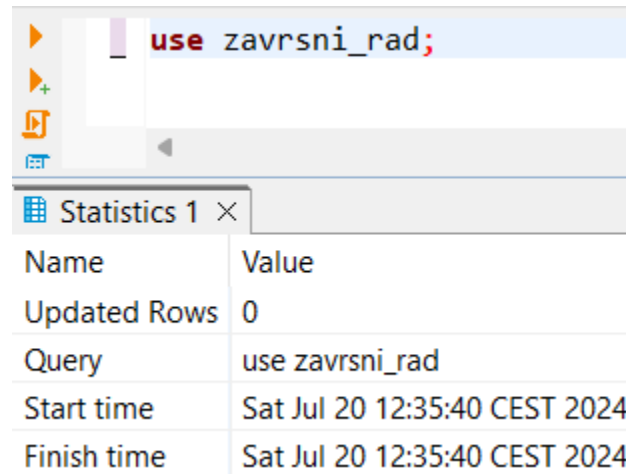 use zavrsni_rad;
Statistics 1
Name Value
Updated Rows 0
Query use zavrsni_rad
Start time Sat Jul 20 12:35:40 CEST 2024
Finish time Sat Jul 20 12:35:40 CEST 2024